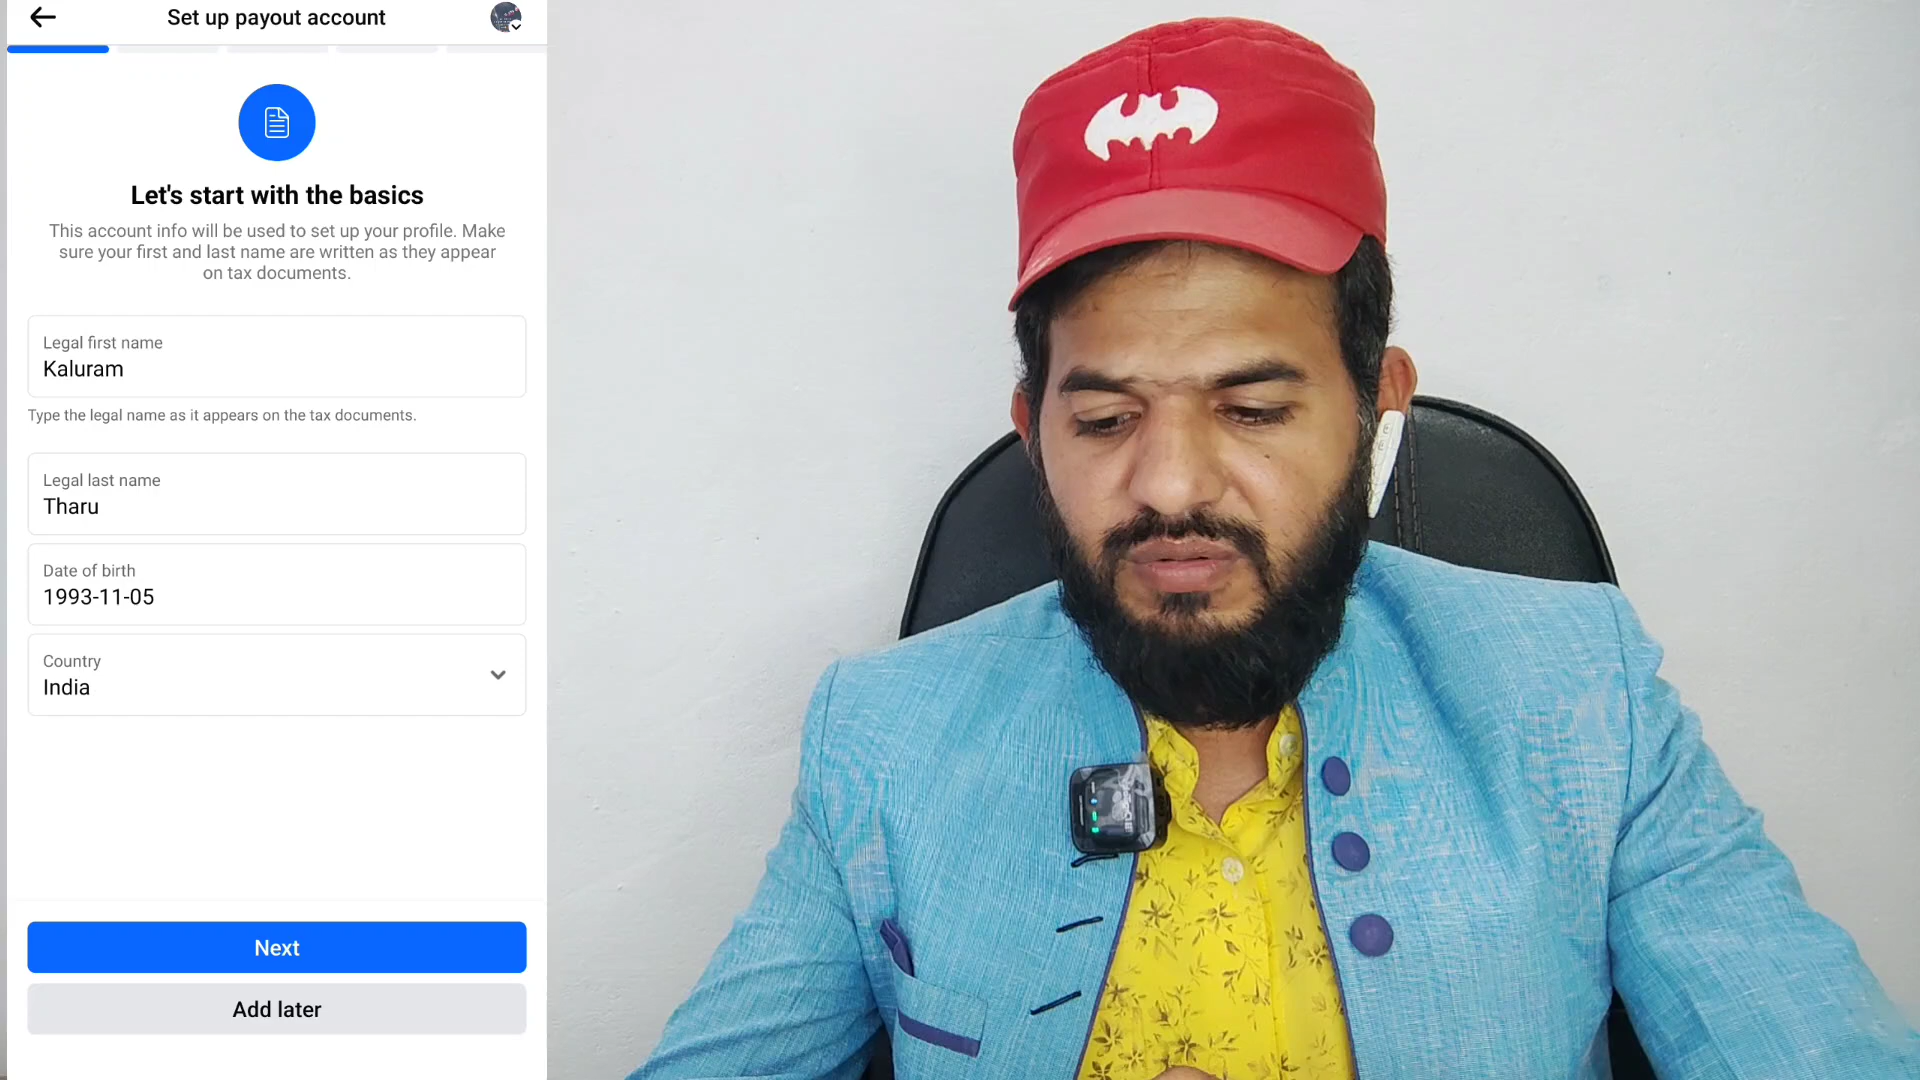 Set up payout account
Let's start with the basics
This account info will be used to set up your profile. Make
sure your first and last name are written as they appear
on tax documents.
Legal first name
Kaluram
Type the legal name as it appears on the tax documents.
Legal last name
Tharu
Date of birth
1993-11-05
Country
India
Next
Add later